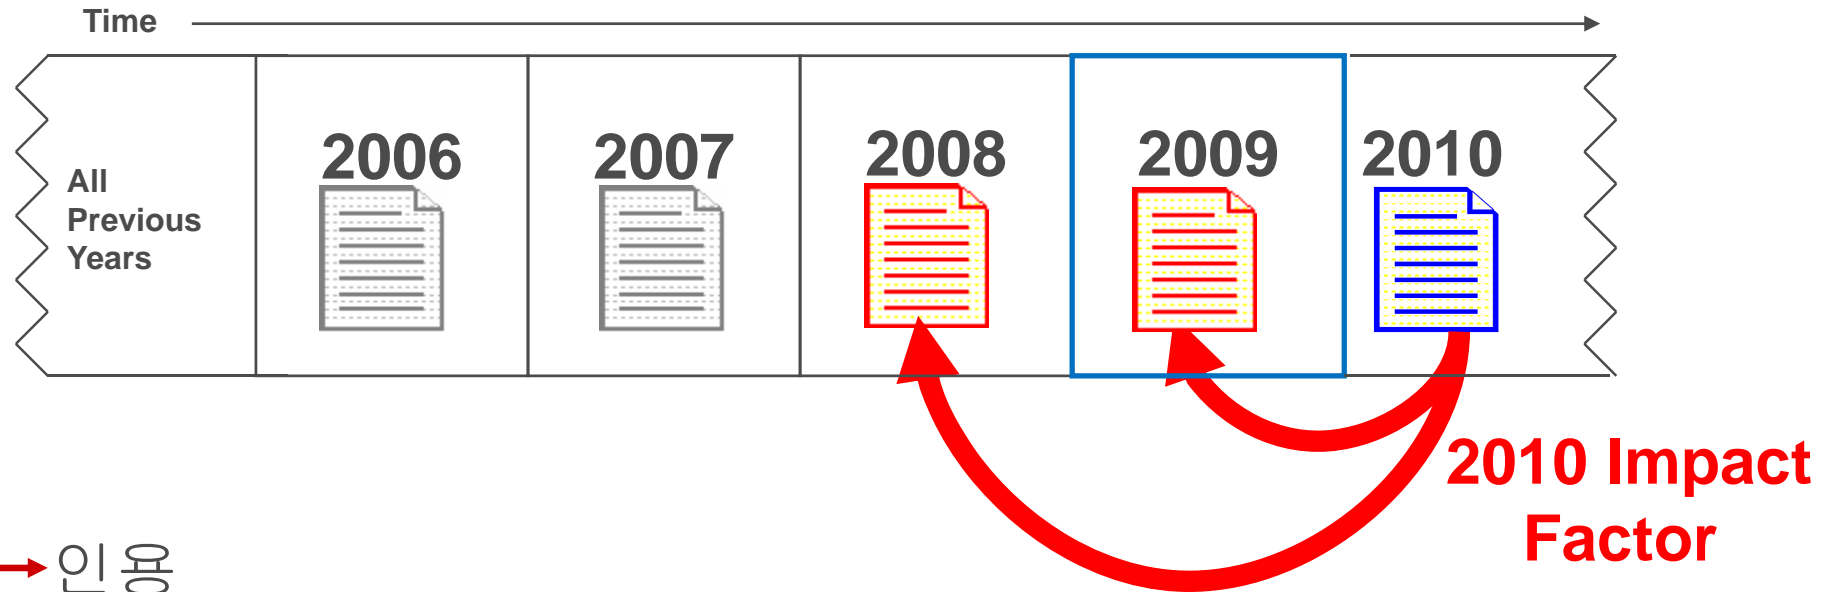 Time
All
Previous
Years
2006
2007
2008
2009
2010
2010 Impact
Factor
인용